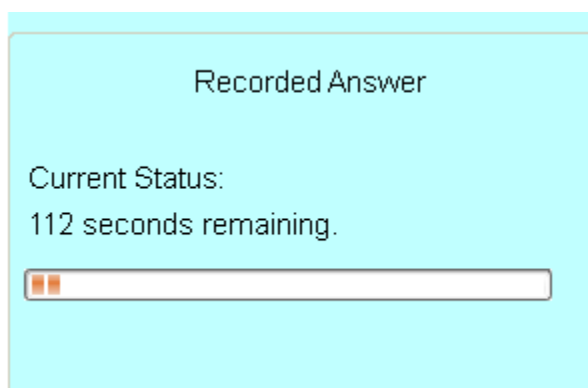 Recorded Answer
Current Status:
112 seconds remaining.